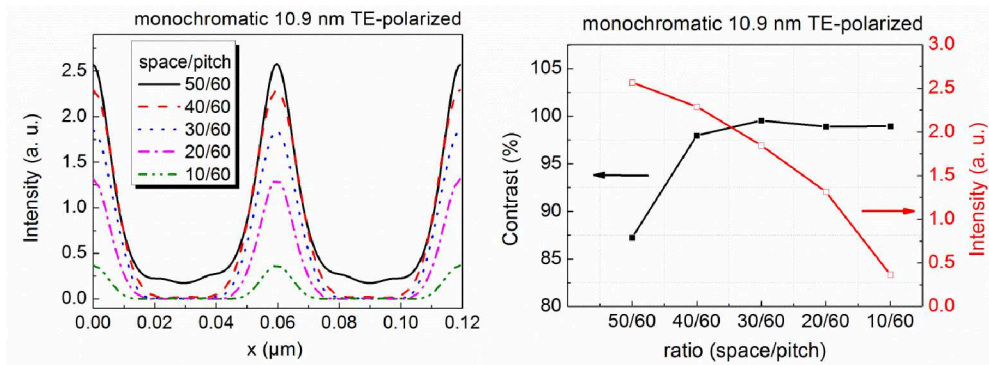 monochromatic 10.9 nm TE-polarized
space/pitch
50/60
40/60
30/60
20/60
10/60
2.5
2.0
1.5
1.0
0.5
0.0
Intensity (a. u.)
0.00 0.02 0.04 0.06 0.08 0.10 0.12
x (µm)
monochromatic 10.9 nm TE-polarized
105
100
95
90
85
80
Contrast (%)
3.0
2.5
2.0
1.5
1.0
0.5
0.0
Intensity (a. u.)
50/60 40/60 30/60 20/60 10/60
ratio (space/pitch)